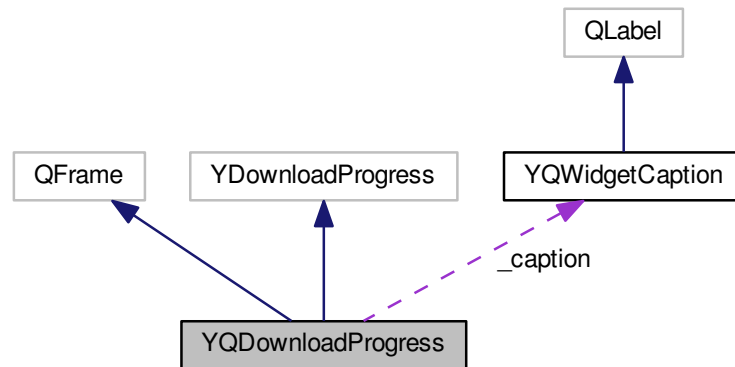 QLabel
QFrame
YDownloadProgress
YQWidgetCaption
_caption
YQDownloadProgress